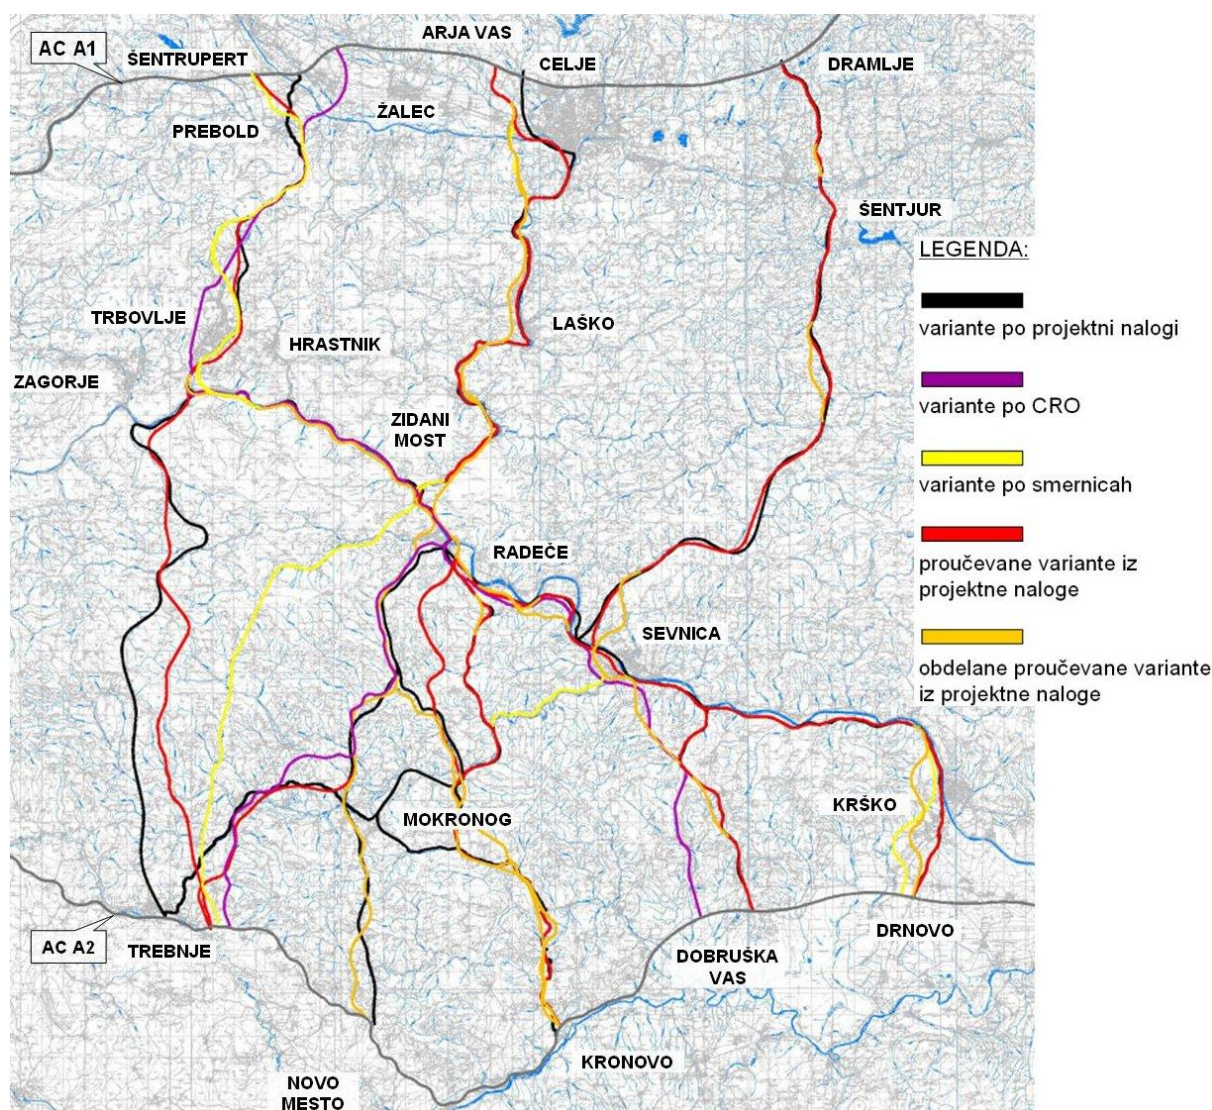 ARJA VAS
AC A1
ŠENTRUPERT
CELJE
DRAMLJE
ŽALEC
PREBOLD
ŠENTJUR
LEGENDA:
variante po projektni nalogi
variante po CRO
variante po smernicah
proučevane variante iz
projektne naloge
obdelane proučevane variante
iz projektne naloge
TRBOVLJE
LAŠKO
HRASTNIK
ZAGORJE
ZIDANI
MOST
RADEČE
SEVNICA
KRŠKO
MOKRONOG
DRNOVO
AC A2
TREBNJE
DOBRUŠKA
VAS
KRONOVO
NOVO
MESTO